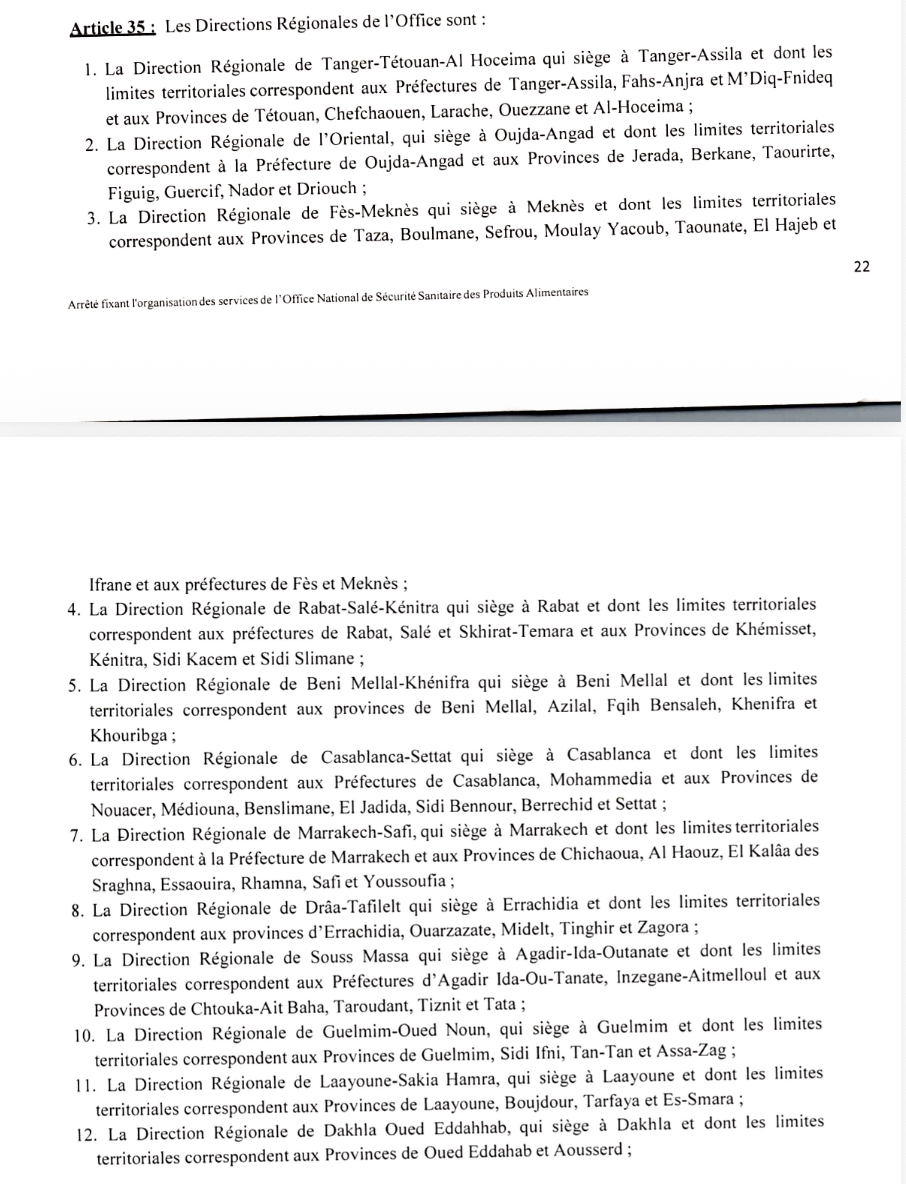 Article 35 : Les Directions Régionales de l'Office sont :
1. La Direction Régionale de Tanger-Tétouan-Al Hoceima qui siège à Tanger-Assila et dont les
limites territoriales correspondent aux Préfectures de Tanger-Assila, Fahs-Anjra et M'Diq-Fnideq
et aux Provinces de Tétouan, Chefchaouen, Larache, Ouezzane et Al-Hoceima ;
2. La Direction Régionale de l'Oriental, qui siège à Oujda-Angad et dont les limites territoriales
correspondent à la Préfecture de Oujda-Angad et aux Provinces de Jerada, Berkane, Taourirte,
Figuig, Guercif, Nador et Driouch ;
3. La Direction Régionale de Fès-Meknès qui siège à Meknès et dont les limites territoriales
correspondent aux Provinces de Taza, Boulmane, Sefrou, Moulay Yacoub, Taounate, El Hajeb et
22
Arrêté fixant l'organisation des services de l'Office National de Sécurité Sanitaire des Produits Alimentaires
Ifrane et aux préfectures de Fès et Meknès ;
4. La Direction Régionale de Rabat-Salé-Kénitra qui siège à Rabat et dont les limites territoriales
correspondent aux préfectures de Rabat, Salé et Skhirat-Temara et aux Provinces de Khémisset,
Kénitra, Sidi Kacem et Sidi Slimane ;
5. La Direction Régionale de Beni Mellal-Khénifra qui siège à Beni Mellal et dont les limites
territoriales correspondent aux provinces de Beni Mellal, Azilal, Fqih Bensaleh, Khenifra et
Khouribga ;
6. La Direction Régionale de Casablanca-Settat qui siège à Casablanca et dont les limites
territoriales correspondent aux Préfectures de Casablanca, Mohammedia et aux Provinces de
Nouacer, Médiouna, Benslimane, El Jadida, Sidi Bennour, Berrechid et Settat ;
7. La Direction Régionale de Marrakech-Safi, qui siège à Marrakech et dont les limites territoriales
correspondent à la Préfecture de Marrakech et aux Provinces de Chichaoua, Al Haouz, El Kalâa des
Sraghna, Essaouira, Rhamna, Safi et Youssoufia ;
8. La Direction Régionale de Drâa-Tafilelt qui siège à Errachidia et dont les limites territoriales
correspondent aux provinces d'Errachidia, Ouarzazate, Midelt, Tinghir et Zagora ;
9. La Direction Régionale de Souss Massa qui siège à Agadir-Ida-Outanate et dont les limites
territoriales correspondent aux Préfectures d'Agadir Ida-Ou-Tanate, Inzegane-Aitmelloul et aux
Provinces de Chtouka-Ait Baha, Taroudant, Tiznit et Tata ;
10. La Direction Régionale de Guelmim-Oued Noun, qui siège à Guelmim et dont les limites
territoriales correspondent aux Provinces de Guelmim, Sidi Ifni, Tan-Tan et Assa-Zag ;
11. La Direction Régionale de Laayoune-Sakia Hamra, qui siège à Laayoune et dont les limites
territoriales correspondent aux Provinces de Laayoune, Boujdour, Tarfaya et Es-Smara ;
12. La Direction Régionale de Dakhla Oued Eddahhab, qui siège à Dakhla et dont les limites
territoriales correspondent aux Provinces de Oued Eddahab et Aousserd ;